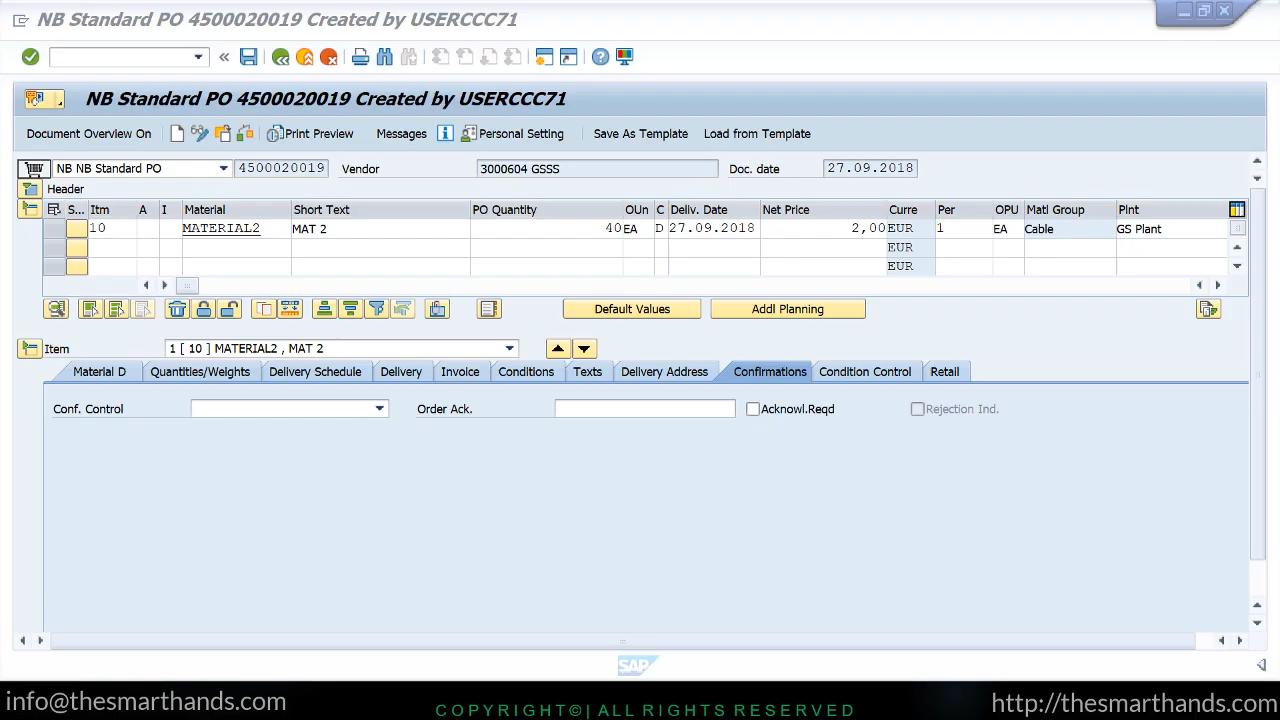 NB Standard PO 4500020019 Created by USERCCC71
NB Standard PO 4500020019 Created by USERCCC71
Document Overview On Print Preview Messages Personal Setting Save As Template Load from Template
NB NB Standard PO 4500020019 Vendor 3000604 GSSS Doc. date 27.09.2018
Header
S... Itm A I Material Short Text PO Quantity OUn C Deliv. Date Net Price Curre Per OPU Matl Group Plnt
10 MATERIAL2 MAT 2 40 EA D 27.09.2018 2,00 EUR 1 EA Cable GS Plant
EUR
EUR
Default Values Addl Planning
Item 1 [ 10 ] MATERIAL2 , MAT 2
Material D Quantities/Weights Delivery Schedule Delivery Invoice Conditions Texts Delivery Address Confirmations Condition Control Retail
Conf. Control Order Ack. Acknowl.Reqd Rejection Ind.
SAP
info@thesmarthands.com COPYRIGHT©| ALL RIGHTS RESERVED http://thesmarthands.com